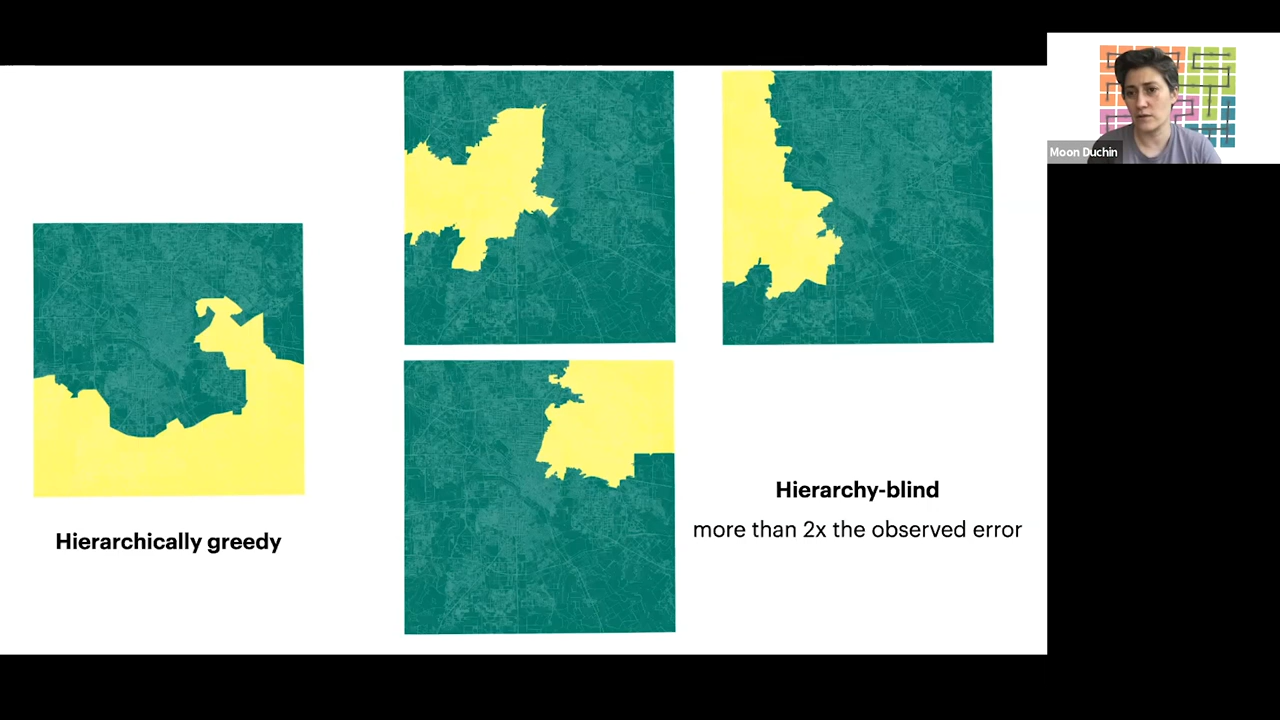 Moon Duchin
Hierarchically greedy
Hierarchy-blind
more than 2x the observed error